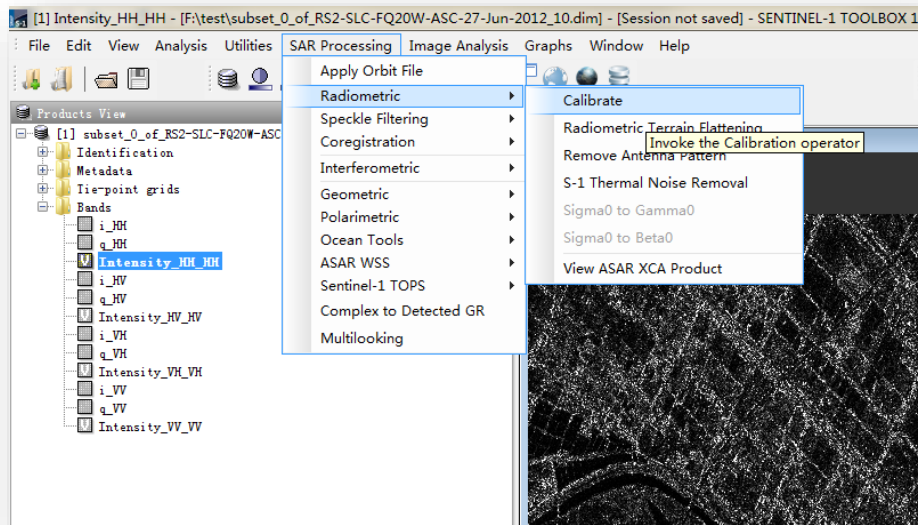 [1] Intensity_HH_HH - [F:\test\subset_0_of_RS2-SLC-FQ20W-ASC-27-Jun-2012_10.dim] - [Session not saved] - SENTINEL-1 TOOLBOX 1
File Edit View Analysis Utilities SAR Processing Image Analysis Graphs Window Help
Products View
[1] subset_0_of_RS2-SLC-FQ20W-ASC
Identification
Metadata
Tie-point grids
Bands
i_HH
q_HH
Intensity_HH_HH
i_HV
q_HV
Intensity_HV_HV
i_VH
q_VH
Intensity_VH_VH
i_VV
q_VV
Intensity_VV_VV
Apply Orbit File
Radiometric
Speckle Filtering
Coregistration
Interferometric
Geometric
Polarimetric
Ocean Tools
ASAR WSS
Sentinel-1 TOPS
Complex to Detected GR
Multilooking
Calibrate
Radiometric Terrain Flattening
Invoke the Calibration operator
Remove Antenna Pattern
S-1 Thermal Noise Removal
Sigma0 to Gamma0
Sigma0 to Beta0
View ASAR XCA Product